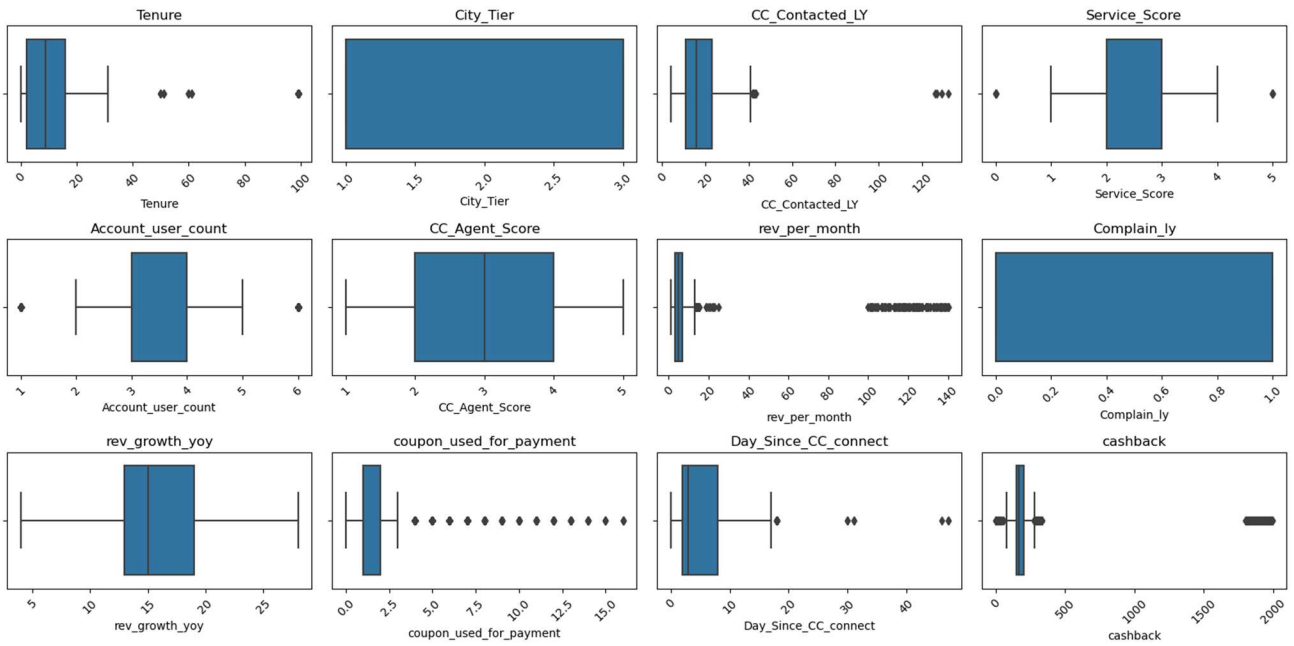 Tenure
City_Tier
CC_Contacted_LY
Service_Score
0 20 40 60 80 100
1.0 1.5 2.0 2.5 3.0
0 20 40 60 80 100 120
0 1 2 3 4 5
Tenure
City_Tier
CC_Contacted_LY
Service_Score
Account_user_count
CC_Agent_Score
rev_per_month
Complain_ly
1 2 3 4 5 6
1 2 3 4 5
0 20 40 60 80 100 120 140
0.0 0.2 0.4 0.6 0.8 1.0
Account_user_count
CC_Agent_Score
rev_per_month
Complain_ly
rev_growth_yoy
coupon_used_for_payment
Day_Since_CC_connect
cashback
5 10 15 20 25
0.0 2.5 5.0 7.5 10.0 12.5 15.0
0 10 20 30 40
0 500 1000 1500 2000
rev_growth_yoy
coupon_used_for_payment
Day_Since_CC_connect
cashback